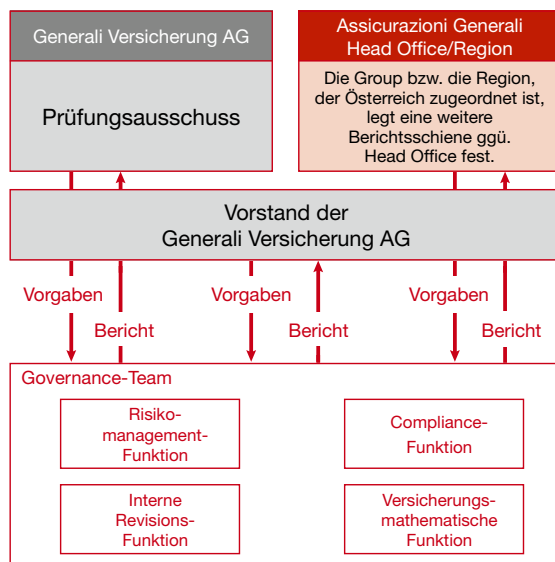 Generali Versicherung AG
Prüfungsausschuss
Assicurazioni Generali
Head Office/Region
Die Group bzw. die Region,
der Österreich zugeordnet ist,
legt eine weitere
Berichtsschiene ggü.
Head Office fest.
Vorstand der
Generali Versicherung AG
Vorgaben
Bericht
Vorgaben
Bericht
Vorgaben
Bericht
Governance-Team
Risiko-
management-
Funktion
Compliance-
Funktion
Interne
Revisions-
Funktion
Versicherungs-
mathematische
Funktion